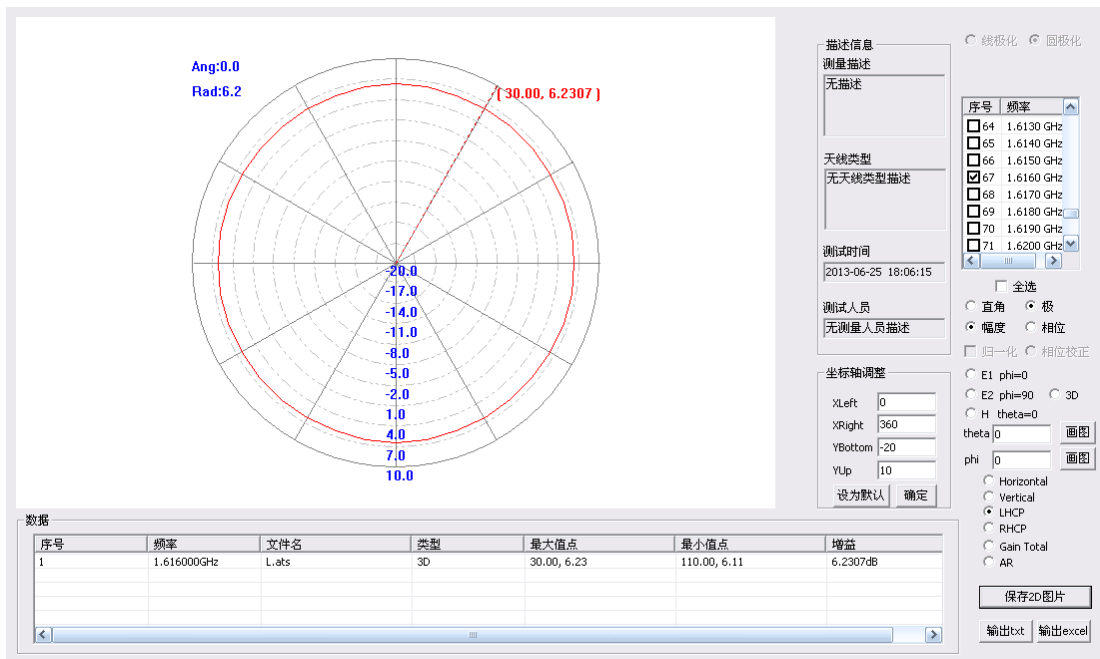 Ang:0.0
Rad:6.2
( 30.00, 6.2307 )
-20.0
-17.0
-14.0
-11.0
-8.0
-5.0
-2.0
1.0
4.0
7.0
10.0
描述信息
测量描述
无描述
天线类型
无天线类型描述
测试时间
2013-06-25 18:06:15
测试人员
无测量人员描述
坐标轴调整
XLeft 0
XRight 360
YBottom -20
YUp 10
设为默认 确定
线极化 圆极化
序号 频率
64 1.6130 GHz
65 1.6140 GHz
66 1.6150 GHz
67 1.6160 GHz
68 1.6170 GHz
69 1.6180 GHz
70 1.6190 GHz
71 1.6200 GHz
全选
直角 极
幅度 相位
归一化 相位校正
E1 phi=0
E2 phi=90 3D
H theta=0
theta 0 画图
phi 0 画图
Horizontal
Vertical
LHCP
RHCP
Gain Total
AR
保存2D图片
输出txt 输出excel
数据
序号 频率 文件名 类型 最大值点 最小值点 增益
1 1.616000GHz L.ats 3D 30.00, 6.23 110.00, 6.11 6.2307dB